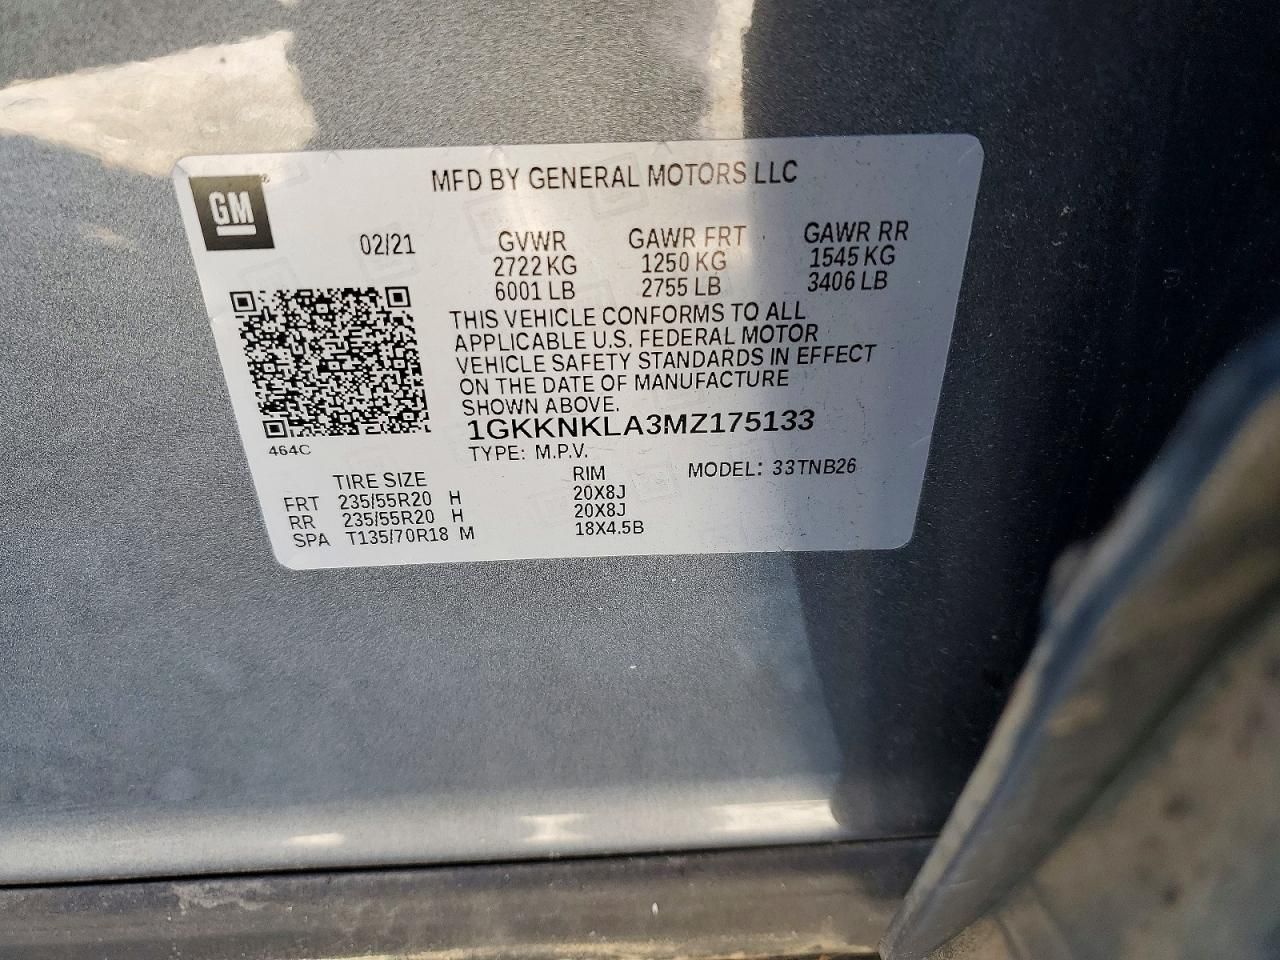 MFD BY GENERAL MOTORS LLC
GM
®
02/21
GVWR GAWR FRT GAWR RR
2722 KG 1250 KG 1545 KG
6001 LB 2755 LB 3406 LB
THIS VEHICLE CONFORMS TO ALL
APPLICABLE U.S. FEDERAL MOTOR
VEHICLE SAFETY STANDARDS IN EFFECT
ON THE DATE OF MANUFACTURE
SHOWN ABOVE.
1GKKNKLA3MZ175133
464C
TYPE: M.P.V. MODEL: 33TNB26
TIRE SIZE RIM
FRT 235/55R20 H 20X8J
RR 235/55R20 H 20X8J
SPA T135/70R18 M 18X4.5B